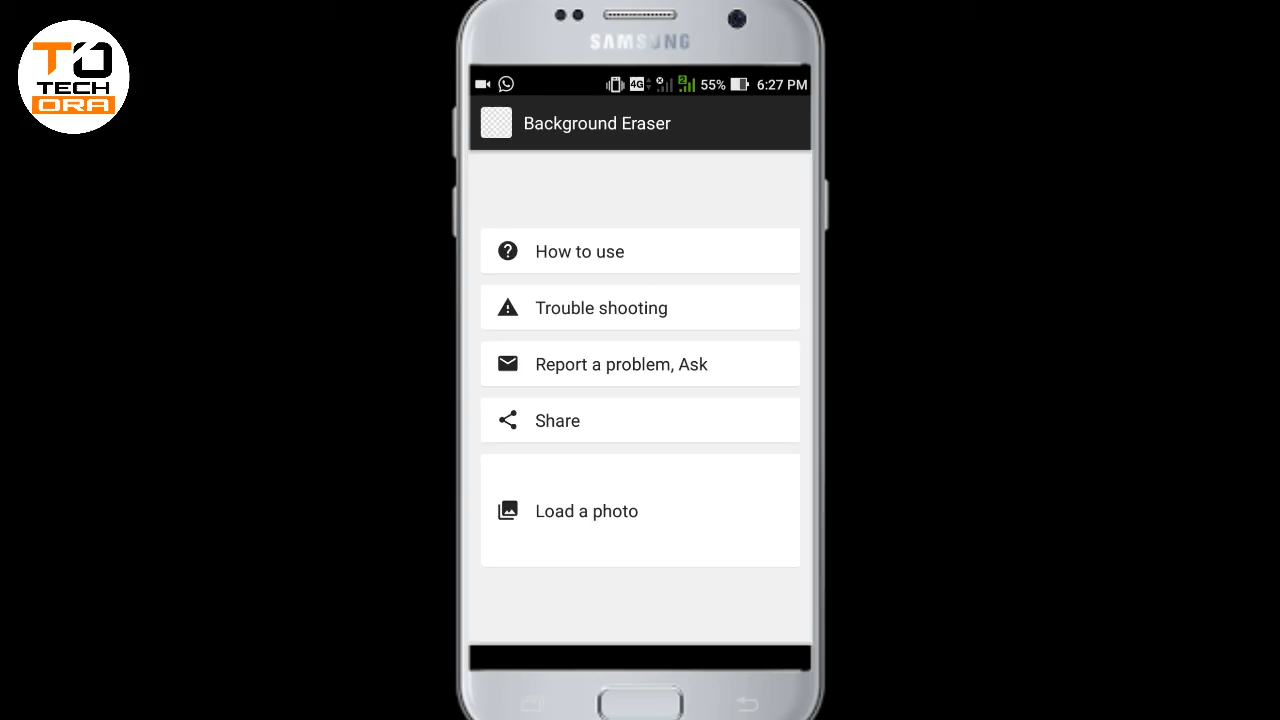 TO
TECH
ORA
SAMSUNG
4G 2 55% 6:27 PM
Background Eraser
How to use
Trouble shooting
Report a problem, Ask
Share
Load a photo